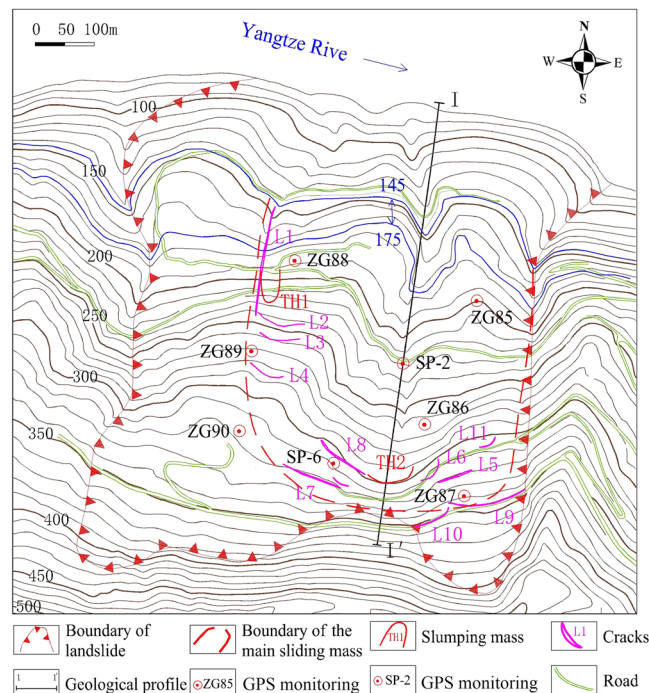 0 50 100m
Yangtze Rive
N
W E
S
I
100
150
145
175
L1
200
ZG88
TH1
ZG85
250
L2
L3
ZG89
SP-2
L4
300
ZG86
ZG90
350
L11
L8
L6
SP-6
TH2
L5
L7
ZG87
L9
400
L10
I'
450
500
Boundary of landslide
Boundary of the main sliding mass
TH1 Slumping mass
L1 Cracks
1 1' Geological profile
ZG85 GPS monitoring
SP-2 GPS monitoring
Road